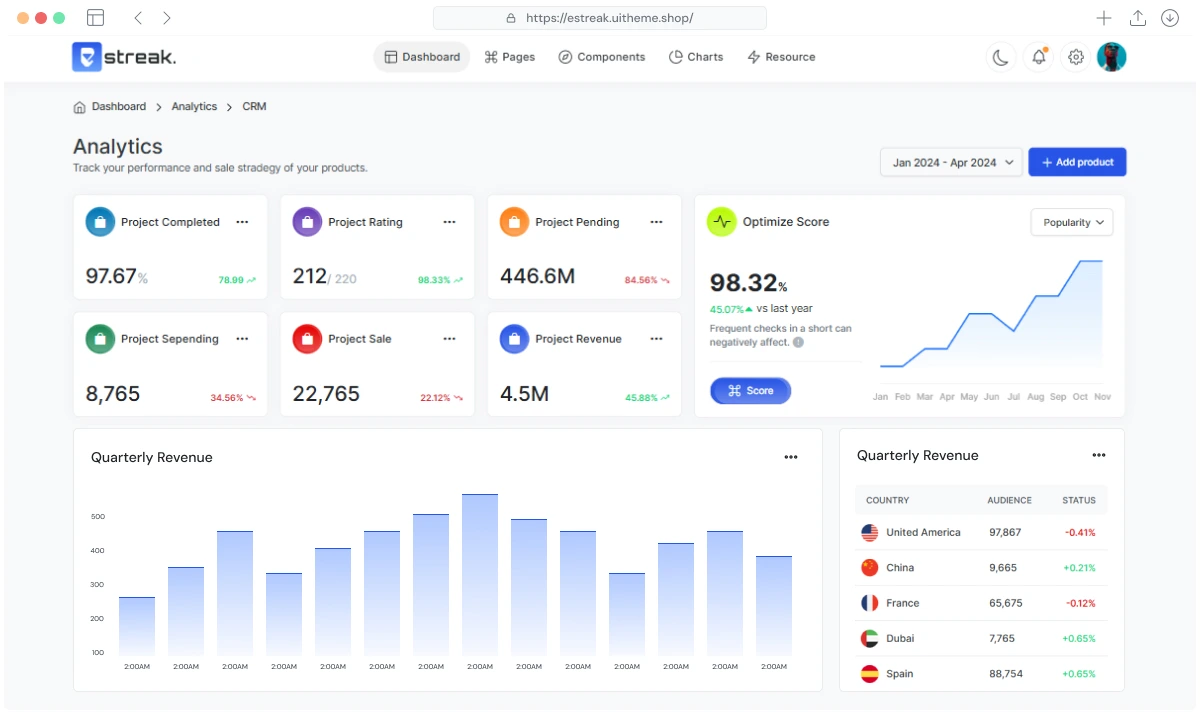 https://estreak.uitheme.shop/
streak.
Dashboard Pages Components Charts Resource
Dashboard > Analytics > CRM
Analytics
Track your performance and sale stradegy of your products.
Jan 2024 - Apr 2024
+ Add product
Project Completed ...
97.67% 78.99
Project Rating ...
212/ 220 98.33%
Project Pending ...
446.6M 84.56%
Project Sepending ...
8,765 34.56%
Project Sale ...
22,765 22.12%
Project Revenue ...
4.5M 45.88%
Optimize Score
Popularity
98.32%
45.07% vs last year
Frequent checks in a short can
negatively affect.
Score
Jan Feb Mar Apr May Jun Jul Aug Sep Oct Nov
Quarterly Revenue ...
500
400
300
200
100
2:00AM 2:00AM 2:00AM 2:00AM 2:00AM 2:00AM 2:00AM 2:00AM 2:00AM 2:00AM 2:00AM 2:00AM 2:00AM 2:00AM
Quarterly Revenue ...
COUNTRY AUDIENCE STATUS
United America 97,867 -0.41%
China 9,665 +0.21%
France 65,675 -0.12%
Dubai 7,765 +0.65%
Spain 88,754 +0.65%